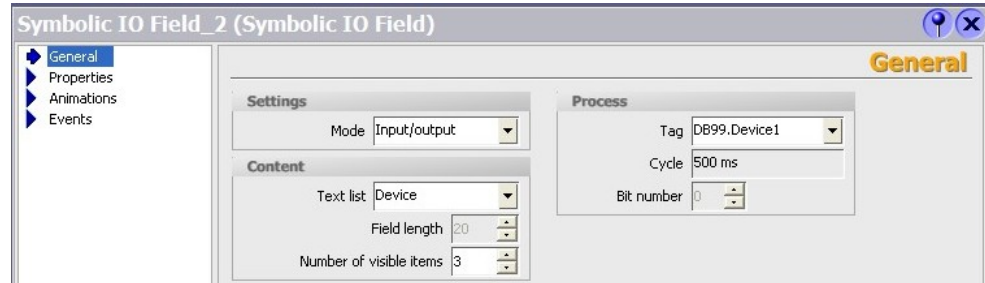 Symbolic IO Field_2 (Symbolic IO Field)
General
Properties
Animations
Events
General
Settings
Mode Input/output
Content
Text list Device
Field length 20
Number of visible items 3
Process
Tag DB99.Device1
Cycle 500 ms
Bit number 0